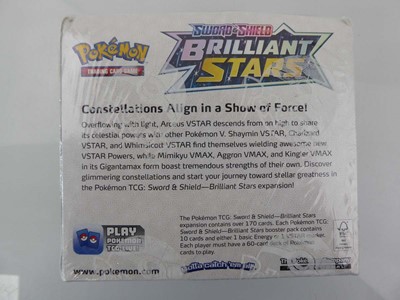 Pokémon
TRADING CARD GAME
SWORD & SHIELD
BRILLIANT
STARS
Constellations Align in a Show of Force!
Overflowing with light, Arceus VSTAR descends from on high to share
its celestial powers with other Pokémon V. Shaymin VSTAR, Charizard
VSTAR, and Whimsicott VSTAR find themselves wielding awesome new
VSTAR Powers, while Mimikyu VMAX, Aggron VMAX, and Kingler VMAX
in its Gigantamax form boast tremendous strengths of their own. Discover
glimmering constellations and start your journey toward stellar greatness
in the Pokémon TCG: Sword & Shield—Brilliant Stars expansion!
The Pokémon TCG: Sword & Shield—Brilliant Stars
expansion contains over 170 cards. Each Pokémon TCG:
Sword & Shield—Brilliant Stars booster pack contains
10 cards and either 1 basic Energy or 1 VSTAR marker.
Each player must have a 60-card deck of Pokémon
cards to play.
PLAY
POKÉMON
www.pokemon.com
Gotta catch 'em all!